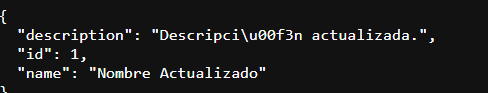 {
  "description": "Descripci\u00f3n actualizada.",
  "id": 1,
  "name": "Nombre Actualizado"
}